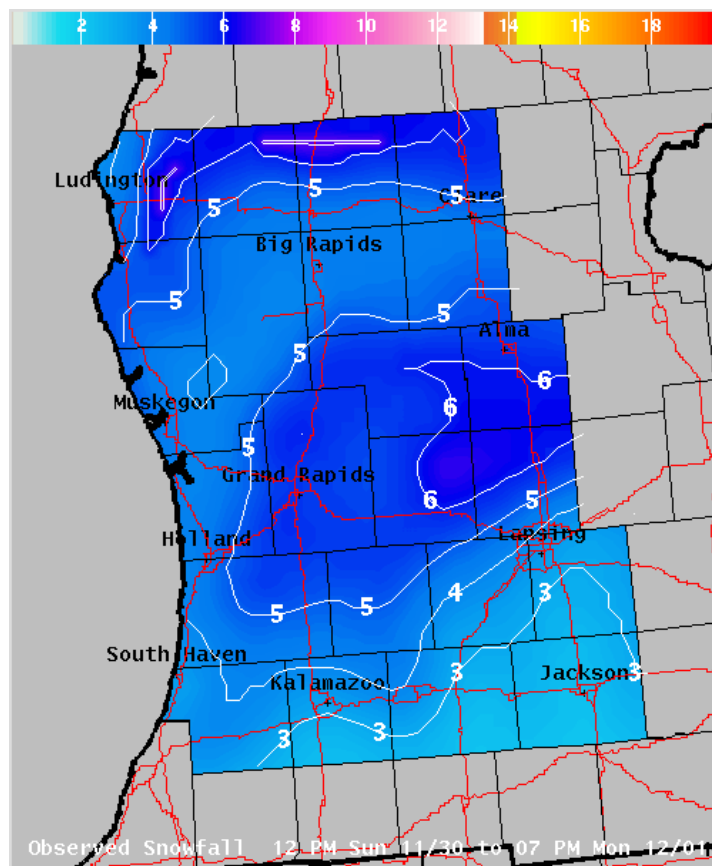 2 4 6 8 10 12 14 16 18
Ludington
5 5 5
Clare
Big Rapids
5 5
5
Alma
6
Muskegon
6
5
Grand Rapids
6 5
Holland
Lansing
4 3
5 5
South Haven
3
Kalamazoo
Jackson
3
3 3
Observed Snowfall 12 PM Sun 11/30 to 07 PM Mon 12/01